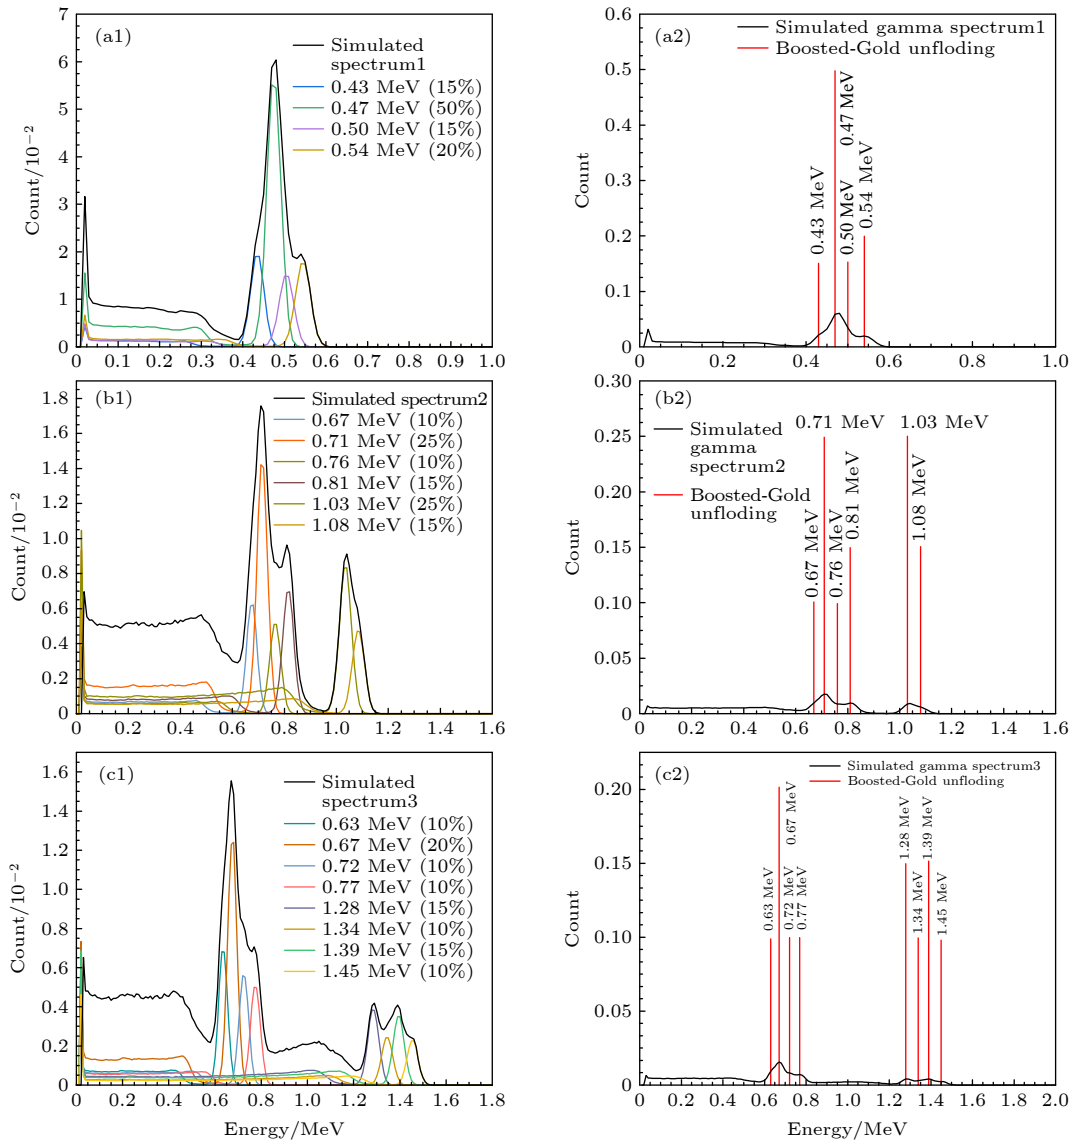 (a1)
Simulated
spectrum1
0.43 MeV (15%)
0.47 MeV (50%)
0.50 MeV (15%)
0.54 MeV (20%)
Count/10−2
7
6
5
4
3
2
1
0
0 0.1 0.2 0.3 0.4 0.5 0.6 0.7 0.8 0.9 1.0
(a2)
Simulated gamma spectrum1
Boosted-Gold unfloding
0.43 MeV
0.47 MeV
0.50 MeV
0.54 MeV
Count
0.6
0.5
0.4
0.3
0.2
0.1
0
0 0.2 0.4 0.6 0.8 1.0
(b1)
Simulated spectrum2
0.67 MeV (10%)
0.71 MeV (25%)
0.76 MeV (10%)
0.81 MeV (15%)
1.03 MeV (25%)
1.08 MeV (15%)
Count/10−2
1.8
1.6
1.4
1.2
1.0
0.8
0.6
0.4
0.2
0
0 0.2 0.4 0.6 0.8 1.0 1.2 1.4 1.6
(b2)
Simulated
gamma
spectrum2
Boosted-Gold
unfloding
0.67 MeV
0.71 MeV
0.76 MeV
0.81 MeV
1.03 MeV
1.08 MeV
Count
0.30
0.25
0.20
0.15
0.10
0.05
0
0 0.2 0.4 0.6 0.8 1.0 1.2 1.4 1.6
(c1)
Simulated
spectrum3
0.63 MeV (10%)
0.67 MeV (20%)
0.72 MeV (10%)
0.77 MeV (10%)
1.28 MeV (15%)
1.34 MeV (10%)
1.39 MeV (15%)
1.45 MeV (10%)
Count/10−2
1.6
1.4
1.2
1.0
0.8
0.6
0.4
0.2
0
0 0.2 0.4 0.6 0.8 1.0 1.2 1.4 1.6 1.8
Energy/MeV
(c2)
Simulated gamma spectrum3
Boosted-Gold unfloding
0.63 MeV
0.67 MeV
0.72 MeV
0.77 MeV
1.28 MeV
1.34 MeV
1.39 MeV
1.45 MeV
Count
0.20
0.15
0.10
0.05
0
0 0.2 0.4 0.6 0.8 1.0 1.2 1.4 1.6 1.8 2.0
Energy/MeV